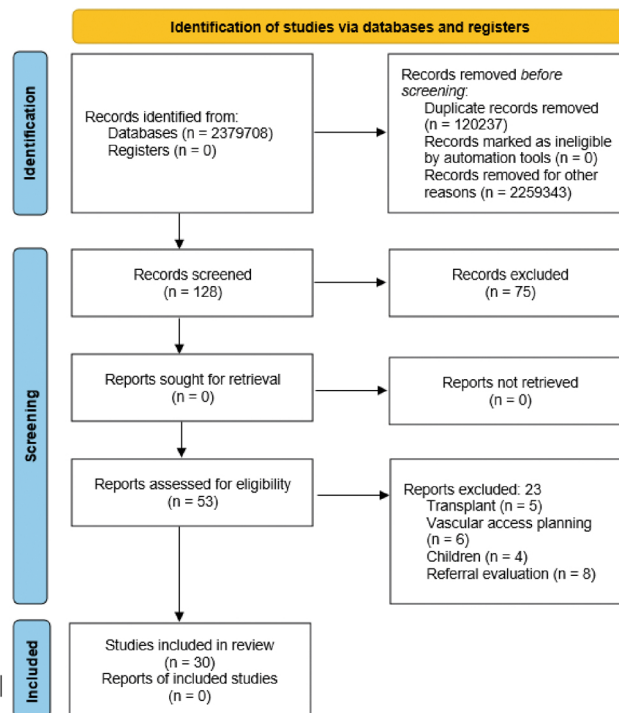 Identification of studies via databases and registers
Identification
Records identified from:
Databases (n = 2379708)
Registers (n = 0)
Records removed before
screening:
Duplicate records removed
(n = 120237)
Records marked as ineligible
by automation tools (n = 0)
Records removed for other
reasons (n = 2259343)
Screening
Records screened
(n = 128)
Records excluded
(n = 75)
Reports sought for retrieval
(n = 0)
Reports not retrieved
(n = 0)
Reports assessed for eligibility
(n = 53)
Reports excluded: 23
Transplant (n = 5)
Vascular access planning
(n = 6)
Children (n = 4)
Referral evaluation (n = 8)
Included
Studies included in review
(n = 30)
Reports of included studies
(n = 0)